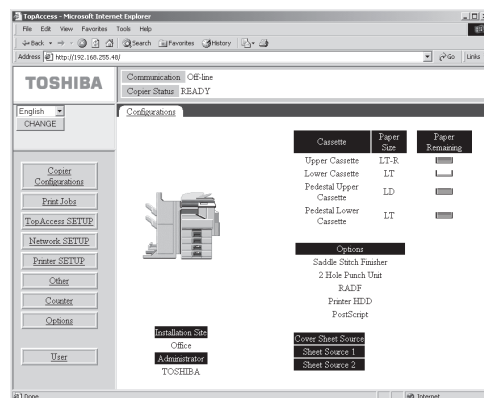 TopAccess - Microsoft Internet Explorer
File Edit View Favorites Tools Help
Back Search Favorites History
Address http://192.168.255.48/ Go Links
TOSHIBA
Communication Off-line
Copier Status READY
English
CHANGE
Configurations
Copier Configurations
Print Jobs
TopAccess SETUP
Network SETUP
Printer SETUP
Other
Counter
Options
User
Cassette Paper Size Paper Remaining
Upper Cassette LT-R
Lower Cassette LT
Pedestal Upper Cassette LD
Pedestal Lower Cassette LT
Options
Saddle Stitch Finisher
2 Hole Punch Unit
RADF
Printer HDD
PostScript
Installation Site
Office
Administrator
TOSHIBA
Cover Sheet Source
Sheet Source 1
Sheet Source 2
Done Internet